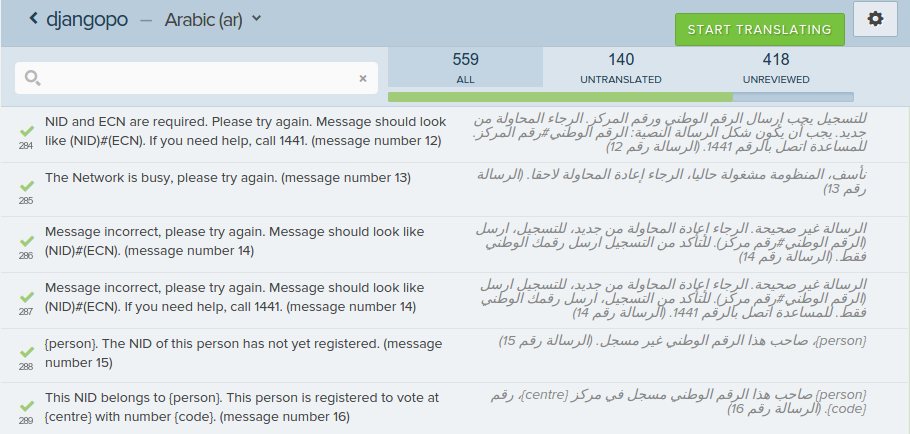 djangopo – Arabic (ar)
START TRANSLATING
559
ALL
140
UNTRANSLATED
418
UNREVIEWED
NID and ECN are required. Please try again. Message should look
like (NID)#(ECN). If you need help, call 1441. (message number 12)
284
للتسجيل يجب إرسال الرقم الوطني ورقم المركز. الرجاء المحاولة من
جديد. يجب أن يكون شكل الرسالة النصية: الرقم الوطني#رقم المركز.
للمساعدة اتصل بالرقم 1441. (الرسالة رقم 12)
The Network is busy, please try again. (message number 13)
285
نأسف، المنظومة مشغولة حاليا، الرجاء إعادة المحاولة لاحقا. (الرسالة
رقم 13)
Message incorrect, please try again. Message should look like
(NID)#(ECN). (message number 14)
286
الرسالة غير صحيحة. الرجاء إعادة المحاولة من جديد، للتسجيل، ارسل
(الرقم الوطني#رقم مركز). للتأكد من التسجيل ارسل رقمك الوطني
فقط. (الرسالة رقم 14)
Message incorrect, please try again. Message should look like
(NID)#(ECN). If you need help, call 1441. (message number 14)
287
الرسالة غير صحيحة. الرجاء إعادة المحاولة من جديد، للتسجيل ارسل
(الرقم الوطني#رقم مركز). للتأكد من التسجيل، ارسل رقمك الوطني
فقط. للمساعدة اتصل بالرقم 1441. (الرسالة رقم 14)
{person}. The NID of this person has not yet registered. (message
number 15)
288
{person}، صاحب هذا الرقم الوطني غير مسجل. (الرسالة رقم 15)
This NID belongs to {person}. This person is registered to vote at
{centre} with number {code}. (message number 16)
289
{person} صاحب هذا الرقم الوطني مسجل في مركز {centre}، رقم
{code}. (الرسالة رقم 16)